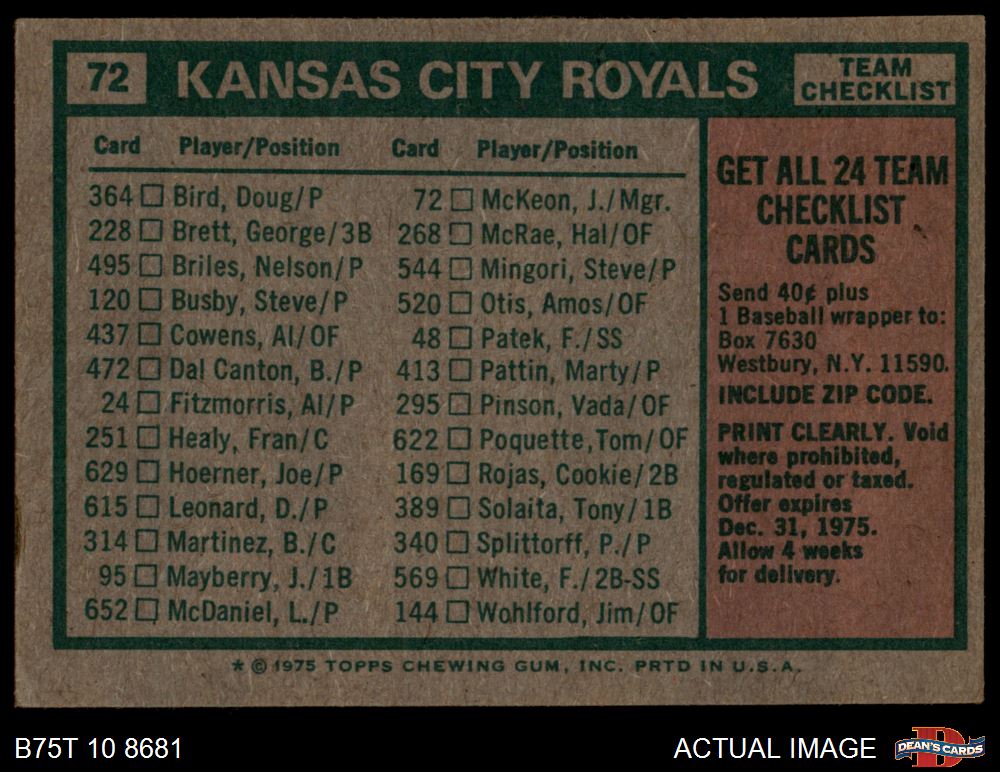 72 KANSAS CITY ROYALS TEAM CHECKLIST
Card Player/Position Card Player/Position
364 Bird, Doug/P
228 Brett, George/3B
495 Briles, Nelson/P
120 Busby, Steve/P
437 Cowens, Al/OF
472 Dal Canton, B./P
24 Fitzmorris, Al/P
251 Healy, Fran/C
629 Hoerner, Joe/P
615 Leonard, D./P
314 Martinez, B./C
95 Mayberry, J./1B
652 McDaniel, L./P
72 McKeon, J./Mgr.
268 McRae, Hal/OF
544 Mingori, Steve/P
520 Otis, Amos/OF
48 Patek, F./SS
413 Pattin, Marty/P
295 Pinson, Vada/OF
622 Poquette,Tom/OF
169 Rojas, Cookie/2B
389 Solaita, Tony/1B
340 Splittorff, P./P
569 White, F./2B-SS
144 Wohlford, Jim/OF
GET ALL 24 TEAM
CHECKLIST
CARDS
Send 40¢ plus
1 Baseball wrapper to:
Box 7630
Westbury, N.Y. 11590.
INCLUDE ZIP CODE.
PRINT CLEARLY. Void
where prohibited,
regulated or taxed.
Offer expires
Dec. 31, 1975.
Allow 4 weeks
for delivery.
* © 1975 TOPPS CHEWING GUM, INC. PRTD IN U.S.A.
B75T 10 8681
ACTUAL IMAGE
D
DEAN'S CARDS